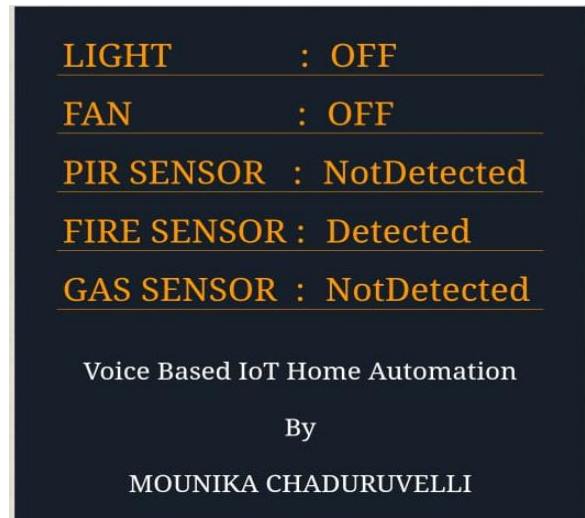 LIGHT : OFF
FAN : OFF
PIR SENSOR : NotDetected
FIRE SENSOR : Detected
GAS SENSOR : NotDetected
Voice Based IoT Home Automation
By
MOUNIKA CHADURUVELLI